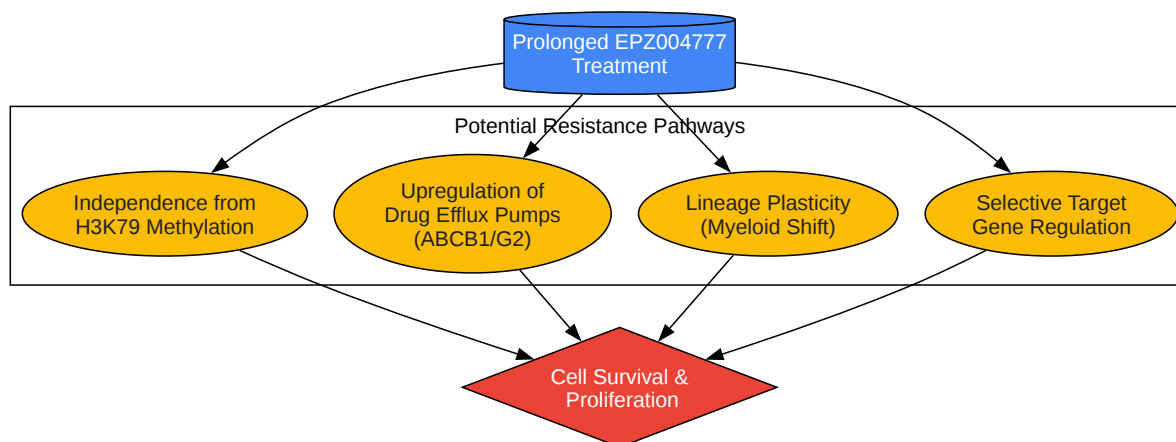 Prolonged EPZ004777
Treatment
Potential Resistance Pathways
Independence from
H3K79 Methylation
Upregulation of
Drug Efflux Pumps
(ABCB1/G2)
Lineage Plasticity
(Myeloid Shift)
Selective Target
Gene Regulation
Cell Survival &
Proliferation